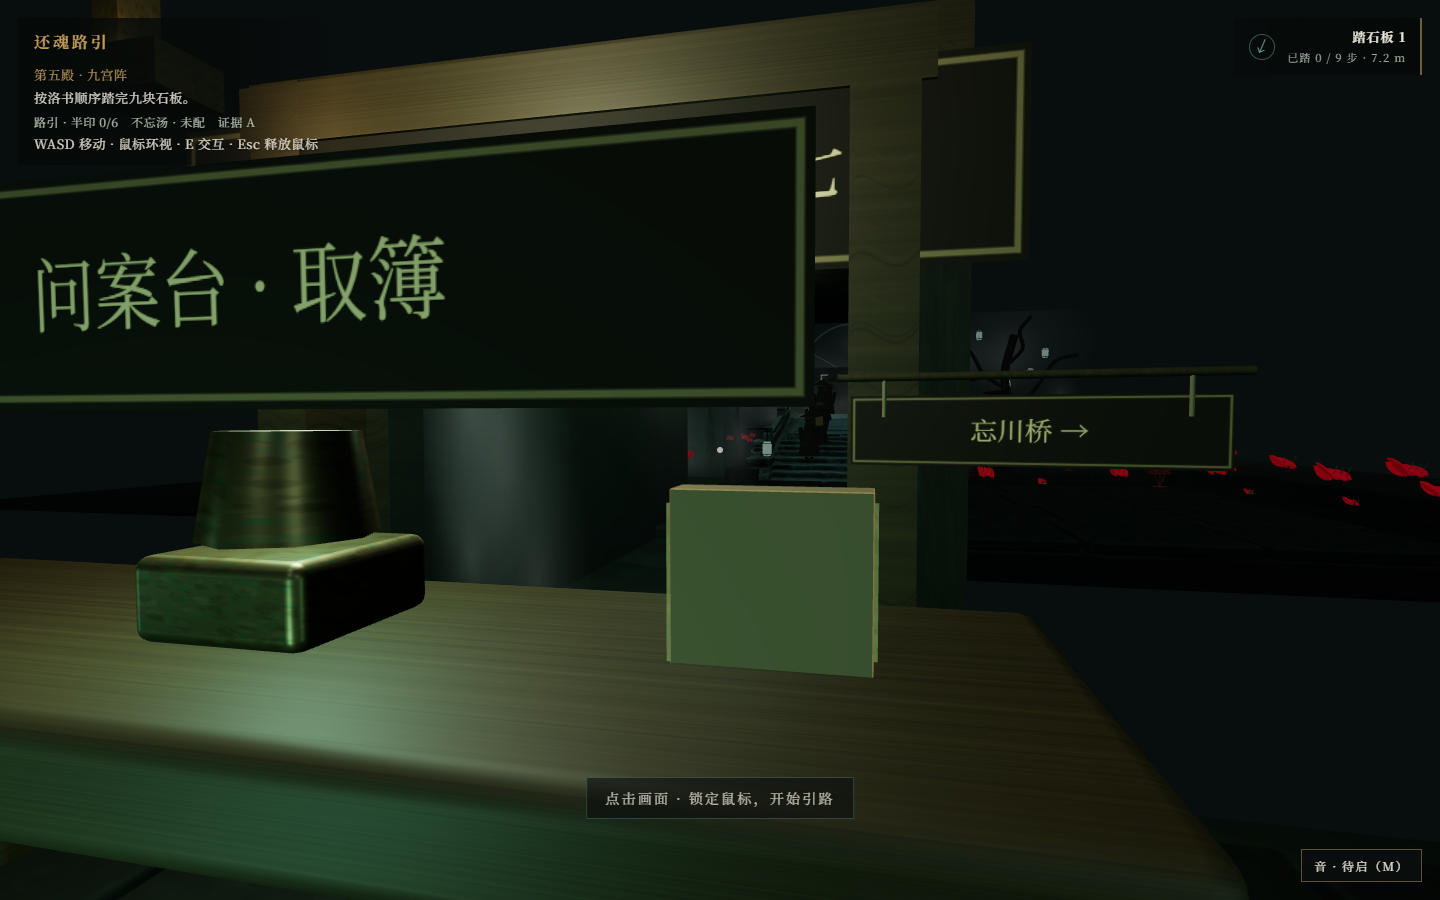 还魂路引
第五殿 · 九宫阵
按洛书顺序踏完九块石板。
路引 · 半印 0/6 不忘汤 · 未配 证据 A
WASD 移动 · 鼠标环视 · E 交互 · Esc 释放鼠标
踏石板 1
已踏 0 / 9 步 · 7.2 m
问案台 · 取簿
忘川桥 →
点击画面 · 锁定鼠标，开始引路
音 · 待启（M）